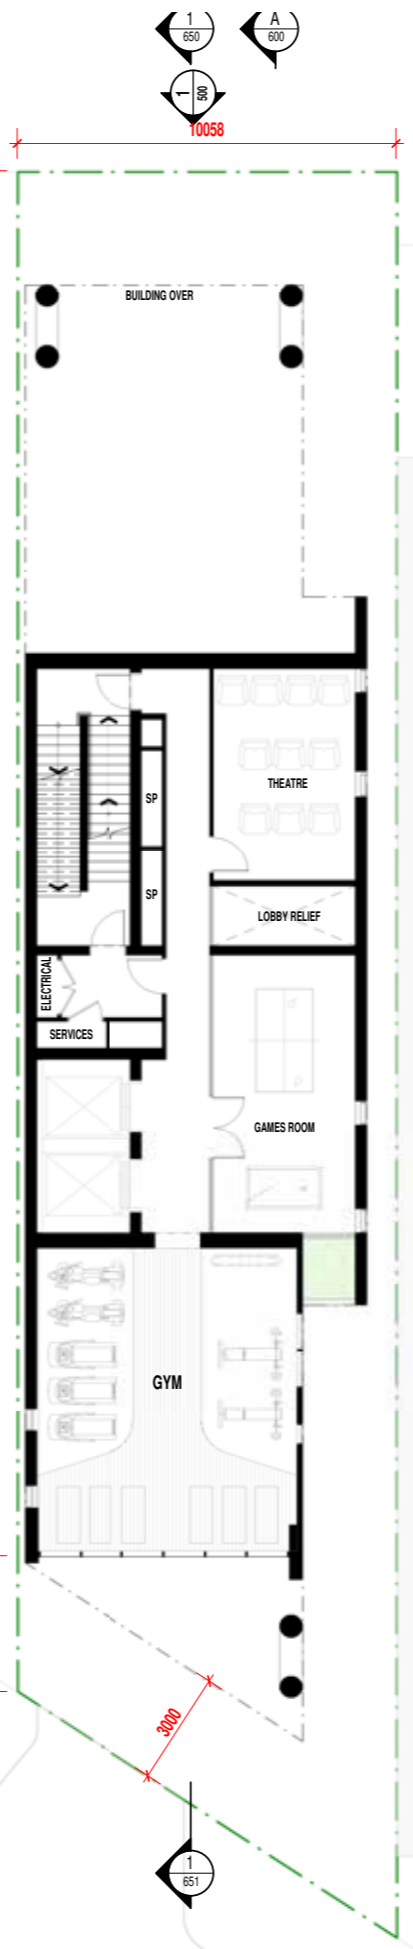 1
650
A
600
1
500
10058
BUILDING OVER
THEATRE
SP
SP
LOBBY RELIEF
ELECTRICAL
SERVICES
GAMES ROOM
GYM
3000
1
651